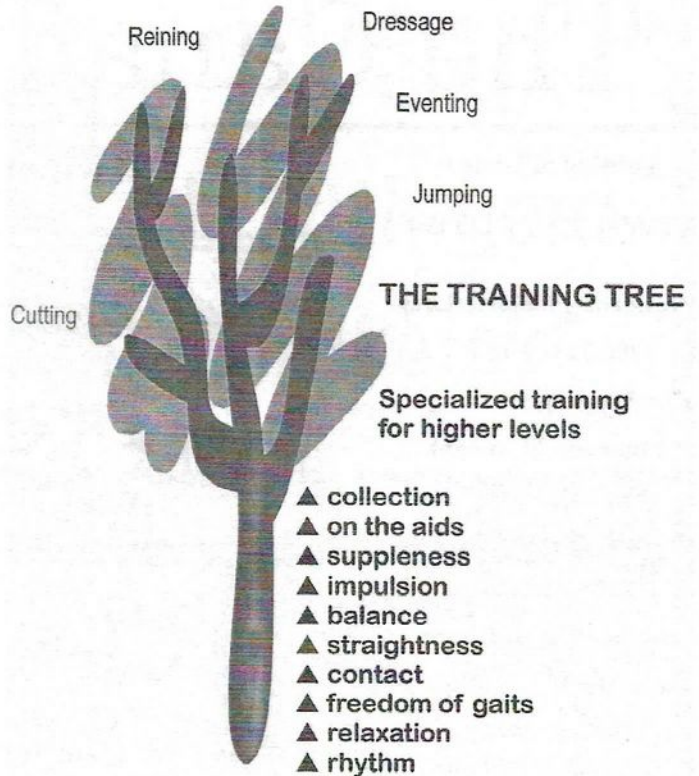 Reining
Dressage
Eventing
Jumping
Cutting
THE TRAINING TREE
Specialized training
for higher levels
▲ collection
▲ on the aids
▲ suppleness
▲ impulsion
▲ balance
▲ straightness
▲ contact
▲ freedom of gaits
▲ relaxation
▲ rhythm